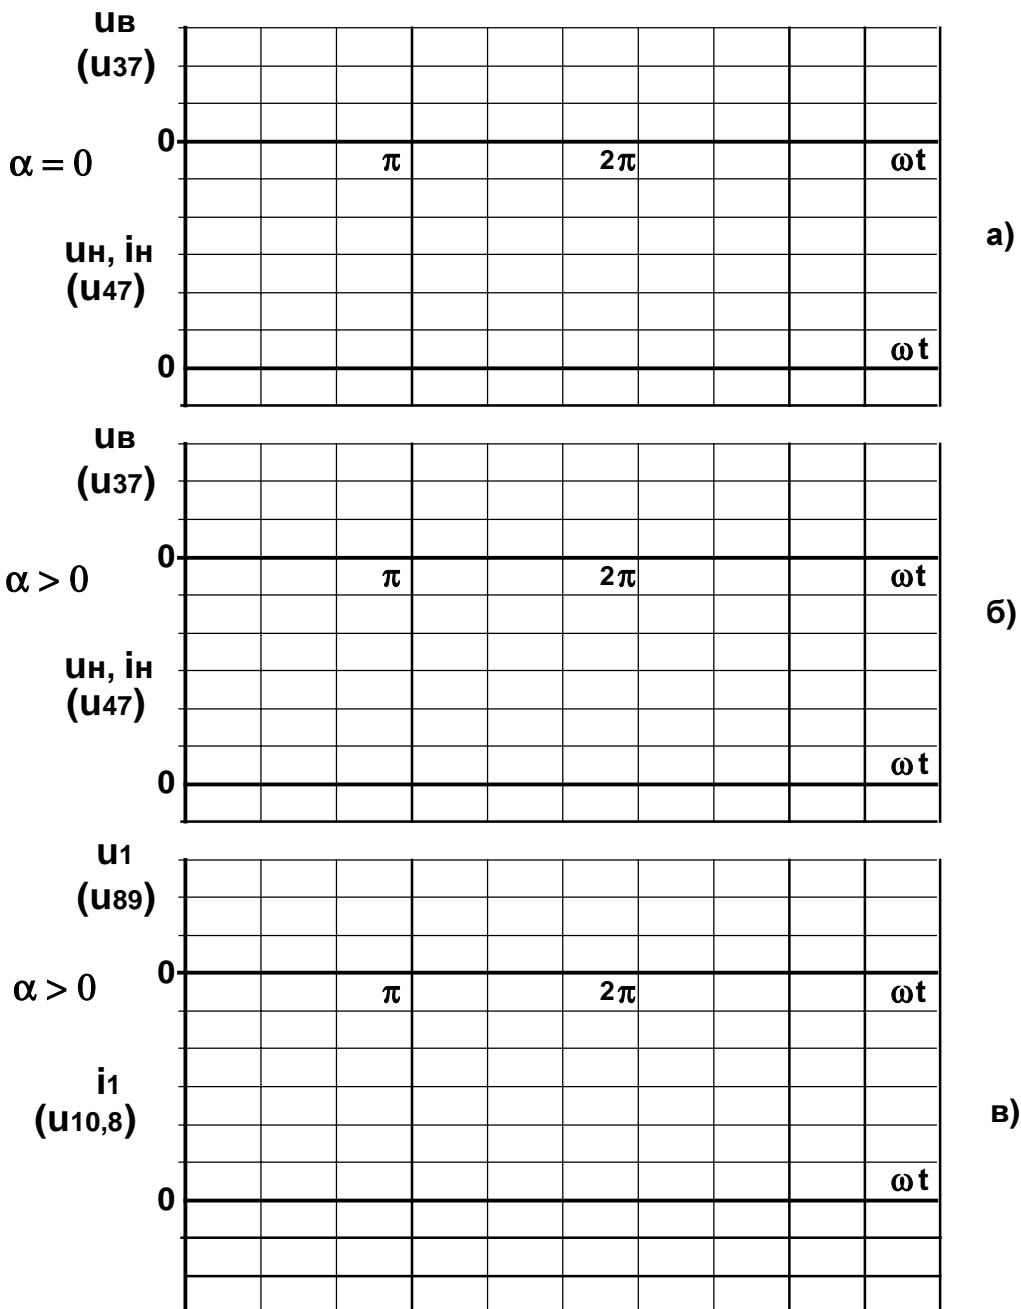 uв
(u37)
0
α = 0
π
2π
ωt
а)
uн, iн
(u47)
0
ωt
uв
(u37)
0
α > 0
π
2π
ωt
б)
uн, iн
(u47)
0
ωt
u1
(u89)
0
α > 0
π
2π
ωt
i1
(u10,8)
в)
0
ωt